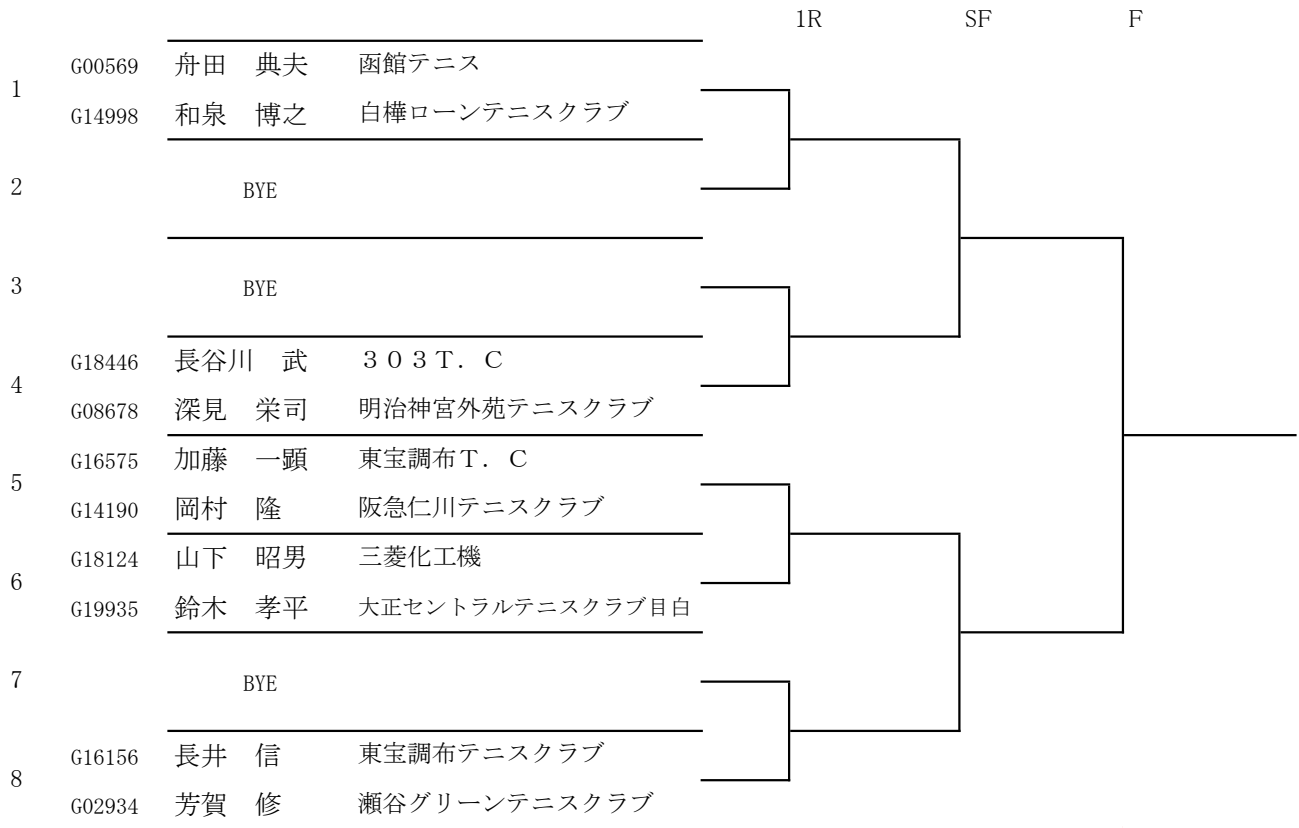 1R SF F
G00569 舟田　典夫 函館テニス
1
G14998 和泉　博之 白樺ローンテニスクラブ
2 BYE
3 BYE
G18446 長谷川　武 ３０３Ｔ．Ｃ
4
G08678 深見　栄司 明治神宮外苑テニスクラブ
G16575 加藤　一顕 東宝調布Ｔ．Ｃ
5
G14190 岡村　隆 阪急仁川テニスクラブ
G18124 山下　昭男 三菱化工機
6
G19935 鈴木　孝平 大正セントラルテニスクラブ目白
7 BYE
G16156 長井　信 東宝調布テニスクラブ
8
G02934 芳賀　修 瀬谷グリーンテニスクラブ